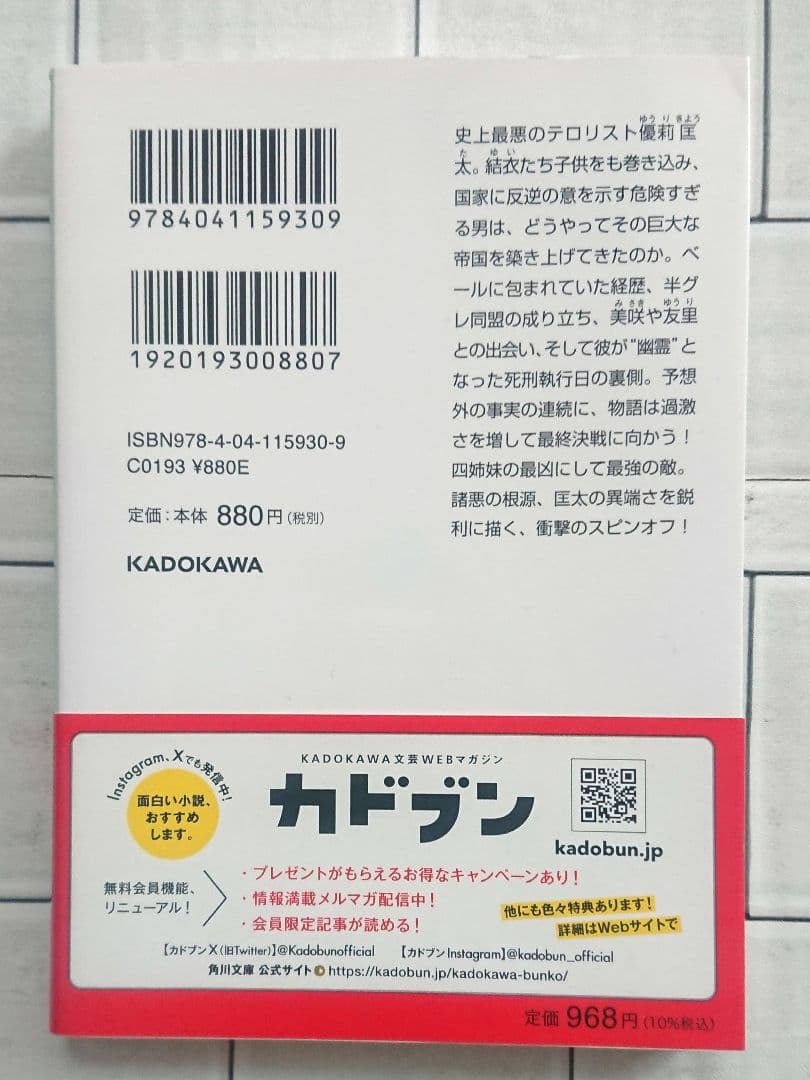 9784041159309
1920193008807
ISBN978-4-04-115930-9
C0193 ¥880E
定価：本体 880円（税別）
KADOKAWA
史上最悪のテロリスト優莉匡
ゆうり きょう
太。結衣たち子供をも巻き込み、
た ゆい
国家に反逆の意を示す危険すぎ
る男は、どうやってその巨大な
帝国を築き上げてきたのか。ベ
ールに包まれていた経歴、半グ
レ同盟の成り立ち、美咲や友里
みさき ゆうり
との出会い、そして彼が“幽霊”と
なった死刑執行日の裏側。予想
外の事実の連続に、物語は過激
さを増して最終決戦に向かう！
四姉妹の最凶にして最強の敵。
諸悪の根源、匡太の異端さを鋭
利に描く、衝撃のスピンオフ！
Instagram、Xでも発信中！
面白い小説、
おすすめ
します。
KADOKAWA文芸WEBマガジン
カドブン
kadobun.jp
無料会員機能、
リニューアル！
・プレゼントがもらえるお得なキャンペーンあり！
・情報満載メルマガ配信中！
・会員限定記事が読める！
他にも色々特典あります！
詳細はWebサイトで
【カドブンX（旧Twitter）】@Kadobunofficial 【カドブンInstagram】@kadobun_official
角川文庫 公式サイト https://kadobun.jp/kadokawa-bunko/
定価 968円（10%税込）